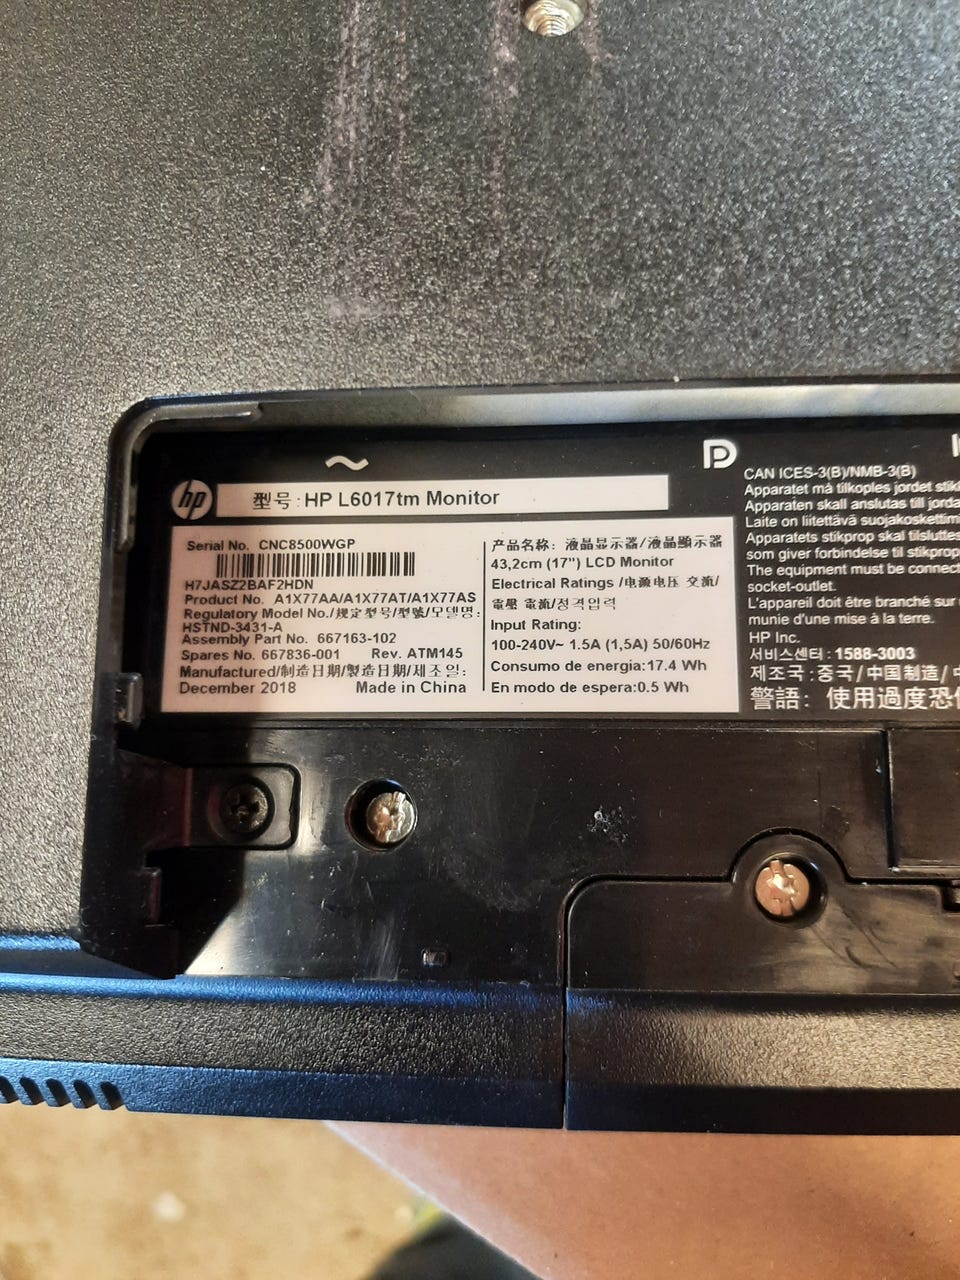 hp
型号: HP L6017tm Monitor
Serial No. CNC8500WGP
H7JASZ2BAF2HDN
Product No. A1X77AA/A1X77AT/A1X77AS
Regulatory Model No./规定型号/型號/모델명:
HSTND-3431-A
Assembly Part No. 667163-102
Spares No. 667836-001 Rev. ATM145
Manufactured/制造日期/製造日期/제조일:
December 2018 Made in China
产品名称: 液晶显示器/液晶顯示器
43,2cm (17") LCD Monitor
Electrical Ratings /电源电压 交流/
電壓 電流/정격입력
Input Rating:
100-240V~ 1.5A (1,5A) 50/60Hz
Consumo de energia:17.4 Wh
En modo de espera:0.5 Wh
CAN ICES-3(B)/NMB-3(B)
Apparatet må tilkoples jordet
Apparaten skall anslutas till
Laite on liitettävä
Apparatets stikprop skal
som giver forbindelse til
The equipment must be
socket-outlet.
L'appareil doit être branché sur
munie d'une mise à la terre.
HP Inc.
서비스센터 : 1588-3003
제조국 : 중국 / 中国制造 /
警語: 使用過度恐